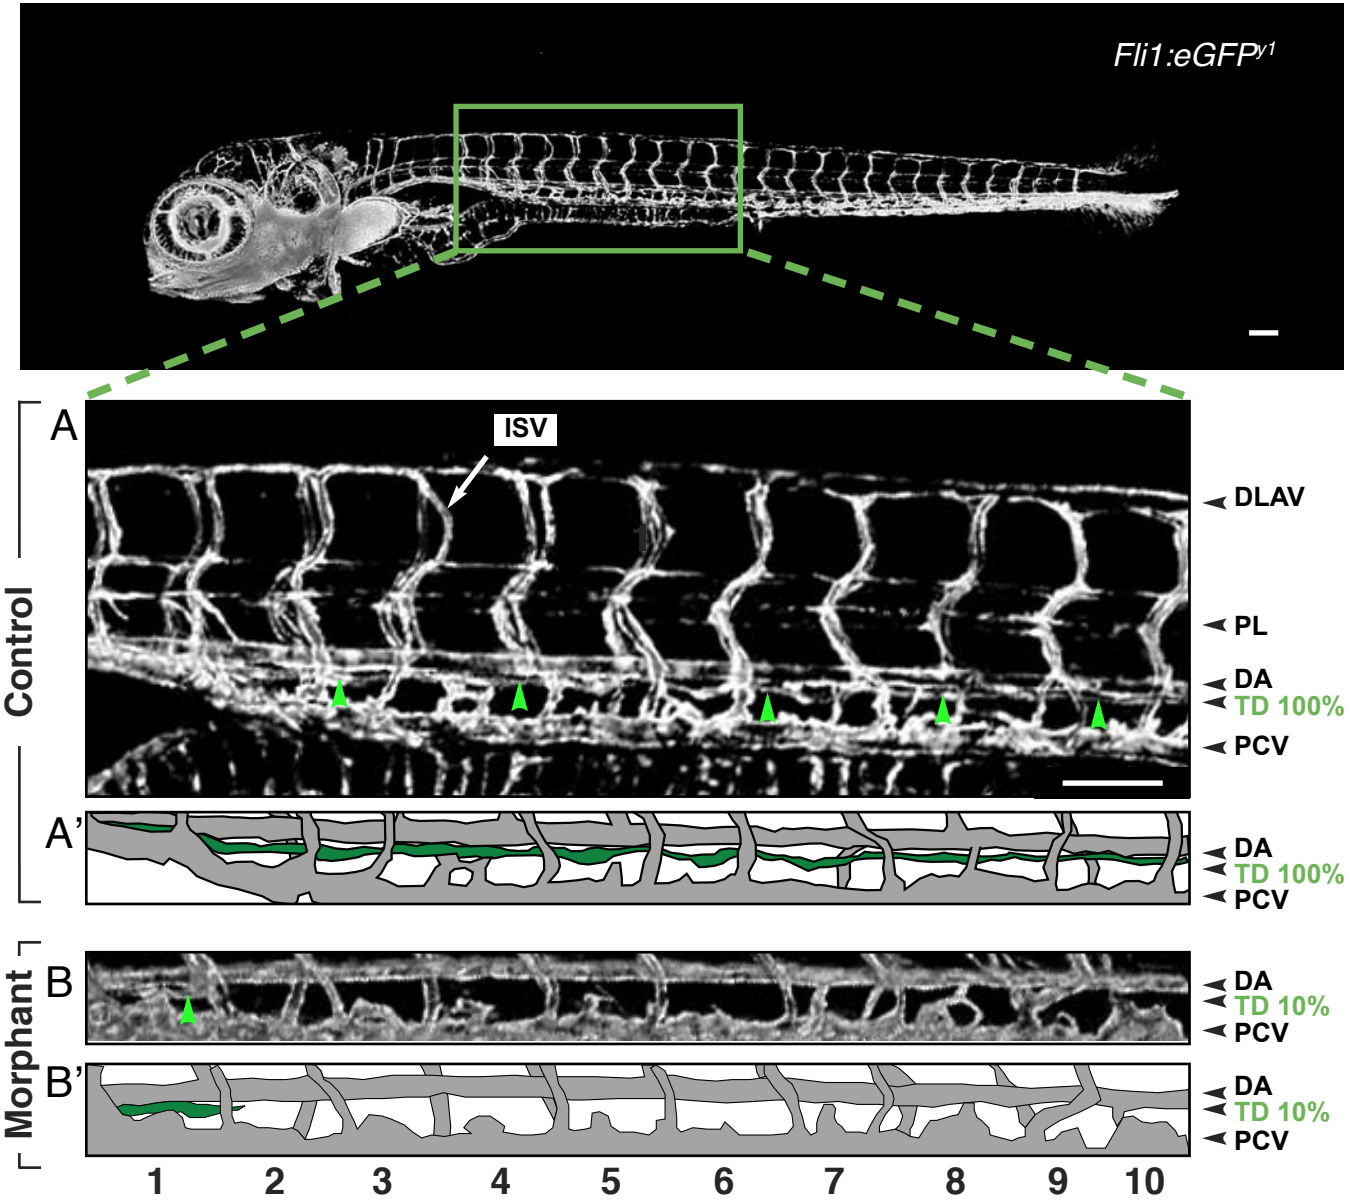 Fli1:eGFPy1
A
ISV
1
DLAV
PL
DA
TD 100%
PCV
Control
A'
DA
TD 100%
PCV
B
DA
TD 10%
PCV
Morphant
B'
DA
TD 10%
PCV
1 2 3 4 5 6 7 8 9 10